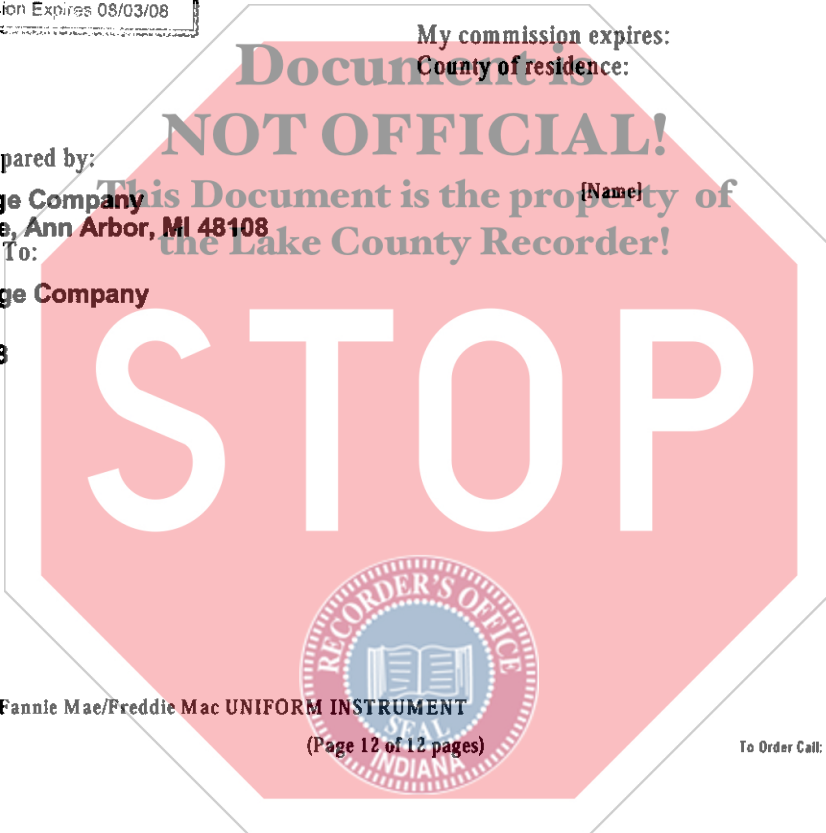 ion Expires 08/03/08
My commission expires:
County of residence:
Document is
NOT OFFICIAL!
This Document is the property of
the Lake County Recorder!
pared by:
[Name]
ge Company
e, Ann Arbor, MI 48108
To:
ge Company
8
STOP
RECORDER'S OFFICE
SEAL
INDIANA
Fannie Mae/Freddie Mac UNIFORM INSTRUMENT
(Page 12 of 12 pages)
To Order Call: